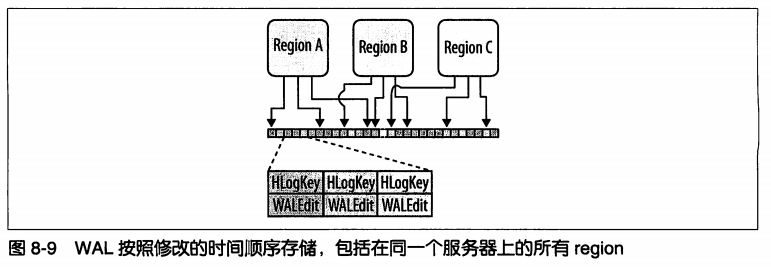 Region A Region B Region C
HLogKey HLogKey HLogKey
WALEdit WALEdit WALEdit
图 8-9 WAL 按照修改的时间顺序存储，包括在同一个服务器上的所有 region